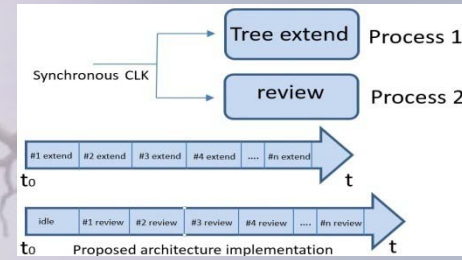 Tree extend Process 1
Synchronous CLK
review Process 2
#1 extend #2 extend #3 extend #4 extend .... #n extend
t0 t
idle #1 review #2 review #3 review #4 review .... #n review
t0 Proposed architecture implementation t